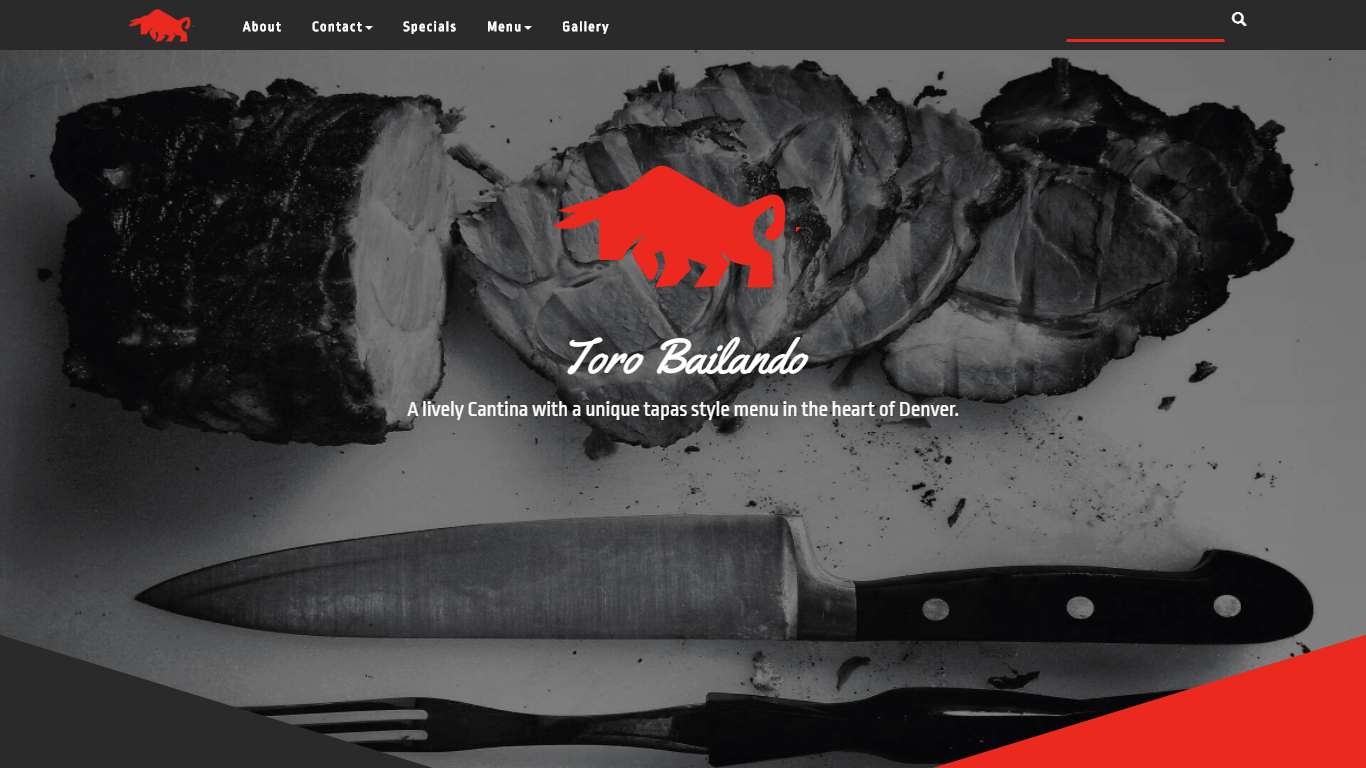 About
Contact
Specials
Menu
Gallery
Toro Bailando
A lively Cantina with a unique tapas style menu in the heart of Denver.